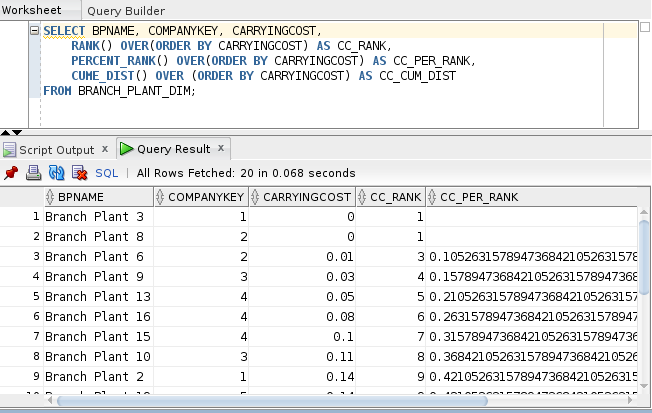 Worksheet Query Builder
SELECT BPNAME, COMPANYKEY, CARRYINGCOST,
RANK() OVER(ORDER BY CARRYINGCOST) AS CC_RANK,
PERCENT_RANK() OVER(ORDER BY CARRYINGCOST) AS CC_PER_RANK,
CUME_DIST() OVER (ORDER BY CARRYINGCOST) AS CC_CUM_DIST
FROM BRANCH_PLANT_DIM;
Script Output x Query Result x
SQL | All Rows Fetched: 20 in 0.068 seconds
BPNAME COMPANYKEY CARRYINGCOST CC_RANK CC_PER_RANK
1 Branch Plant 3 1 0 1
2 Branch Plant 8 2 0 1
3 Branch Plant 6 2 0.01 3 0.1052631578947368421052631578
4 Branch Plant 9 3 0.03 4 0.1578947368421052631578947368
5 Branch Plant 13 4 0.05 5 0.2105263157894736842105263157
6 Branch Plant 16 4 0.08 6 0.2631578947368421052631578947
7 Branch Plant 15 4 0.1 7 0.3157894736842105263157894736
8 Branch Plant 10 3 0.11 8 0.3684210526315789473684210526
9 Branch Plant 2 1 0.14 9 0.4210526315789473684210526315